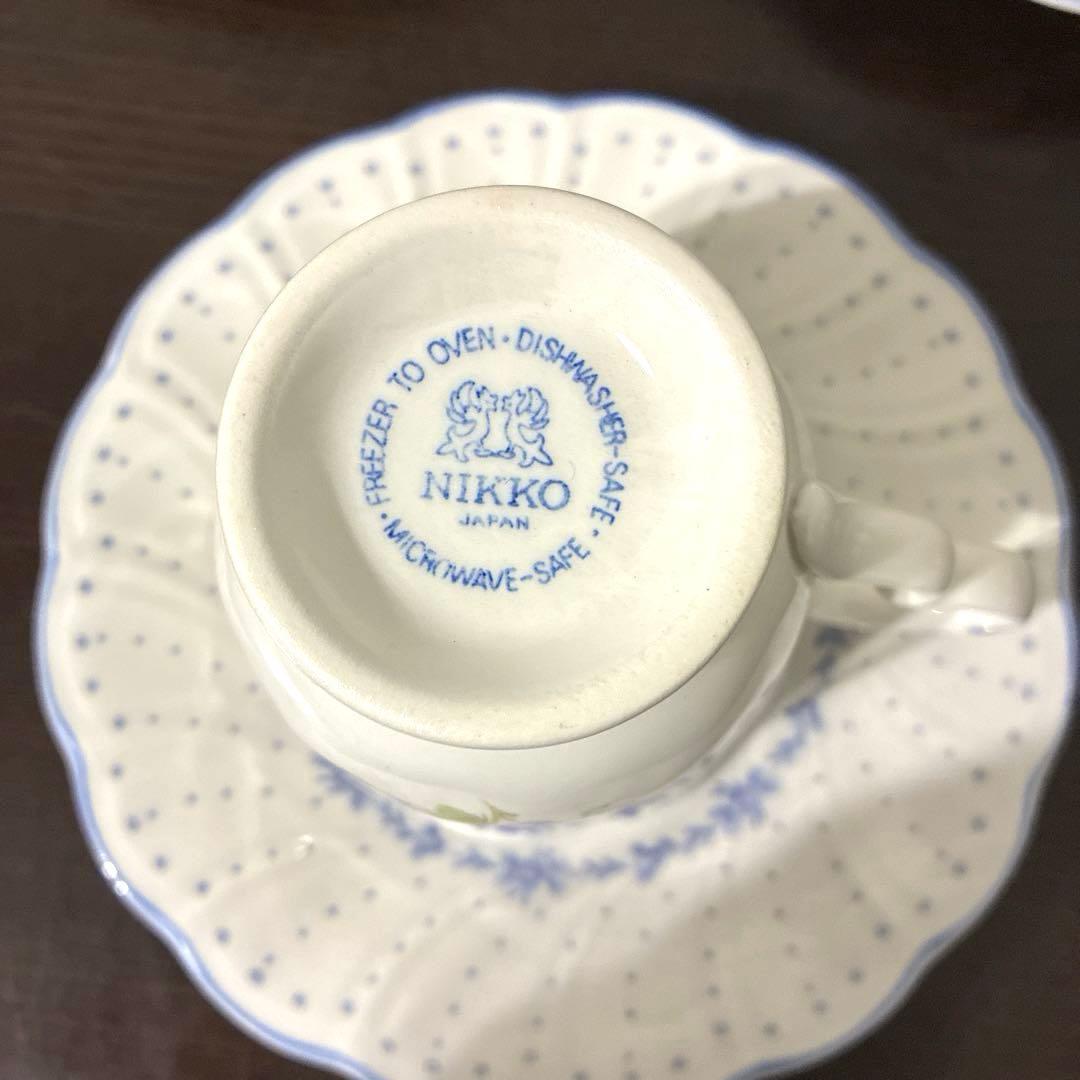 FREEZER TO OVEN · DISHWASHER-SAFE · MICROWAVE-SAFE ·
NIKKO
JAPAN